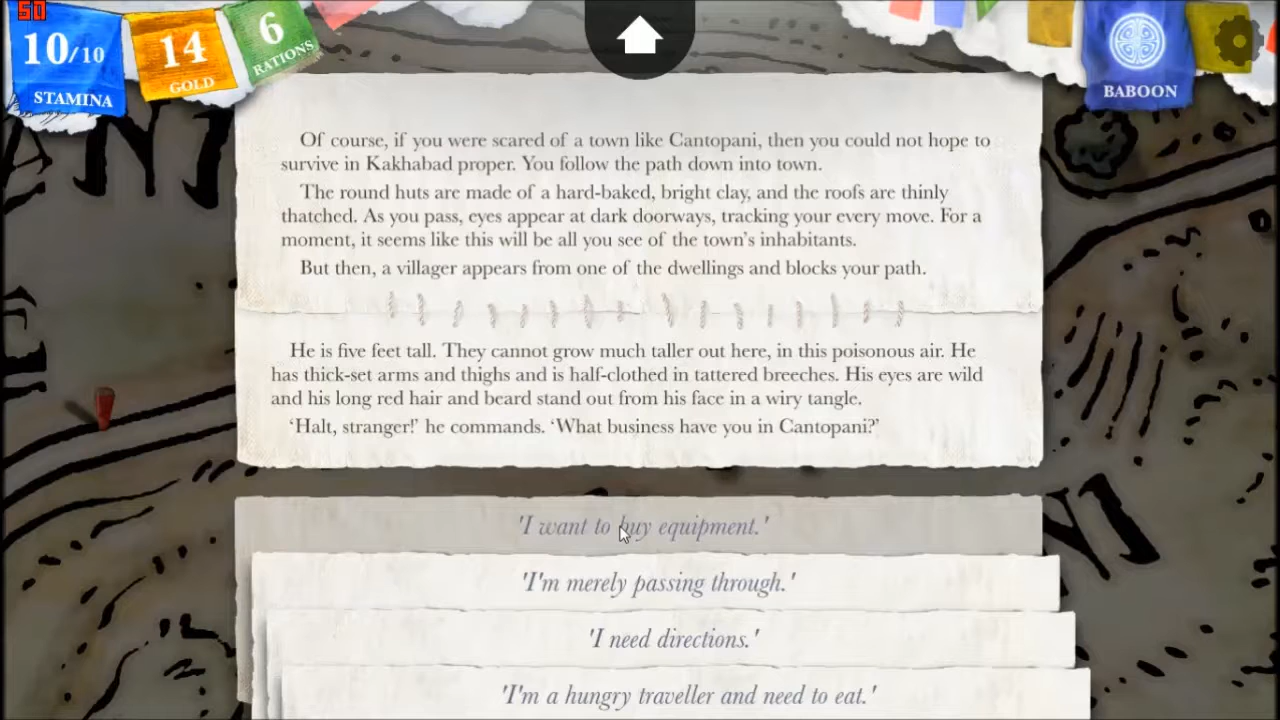 50
10/10
STAMINA
14
GOLD
6
RATIONS
BABOON
Of course, if you were scared of a town like Cantopani, then you could not hope to
survive in Kakhabad proper. You follow the path down into town.
The round huts are made of a hard-baked, bright clay, and the roofs are thinly
thatched. As you pass, eyes appear at dark doorways, tracking your every move. For a
moment, it seems like this will be all you see of the town's inhabitants.
But then, a villager appears from one of the dwellings and blocks your path.
He is five feet tall. They cannot grow much taller out here, in this poisonous air. He
has thick-set arms and thighs and is half-clothed in tattered breeches. His eyes are wild
and his long red hair and beard stand out from his face in a wiry tangle.
‘Halt, stranger!’ he commands. ‘What business have you in Cantopani?’
'I want to buy equipment.'
'I'm merely passing through.'
'I need directions.'
'I'm a hungry traveller and need to eat.'